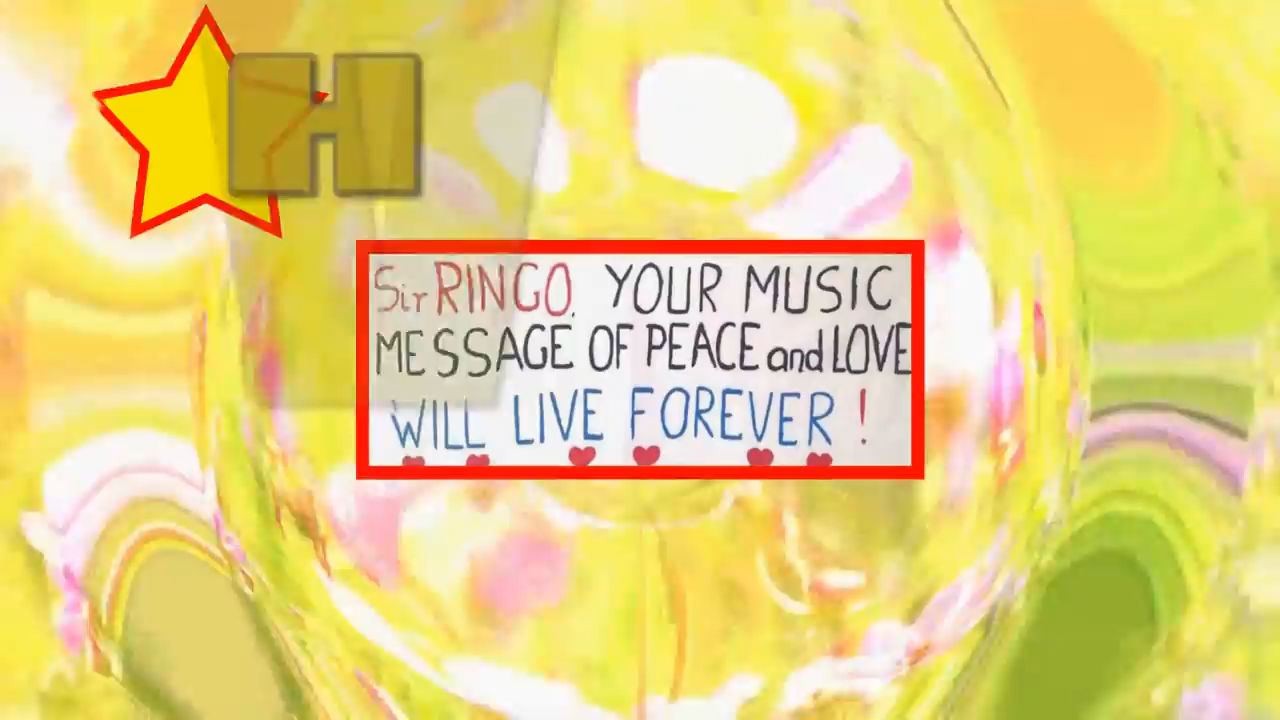 H
Sir RINGO, YOUR MUSIC
MESSAGE OF PEACE and LOVE
WILL LIVE FOREVER !